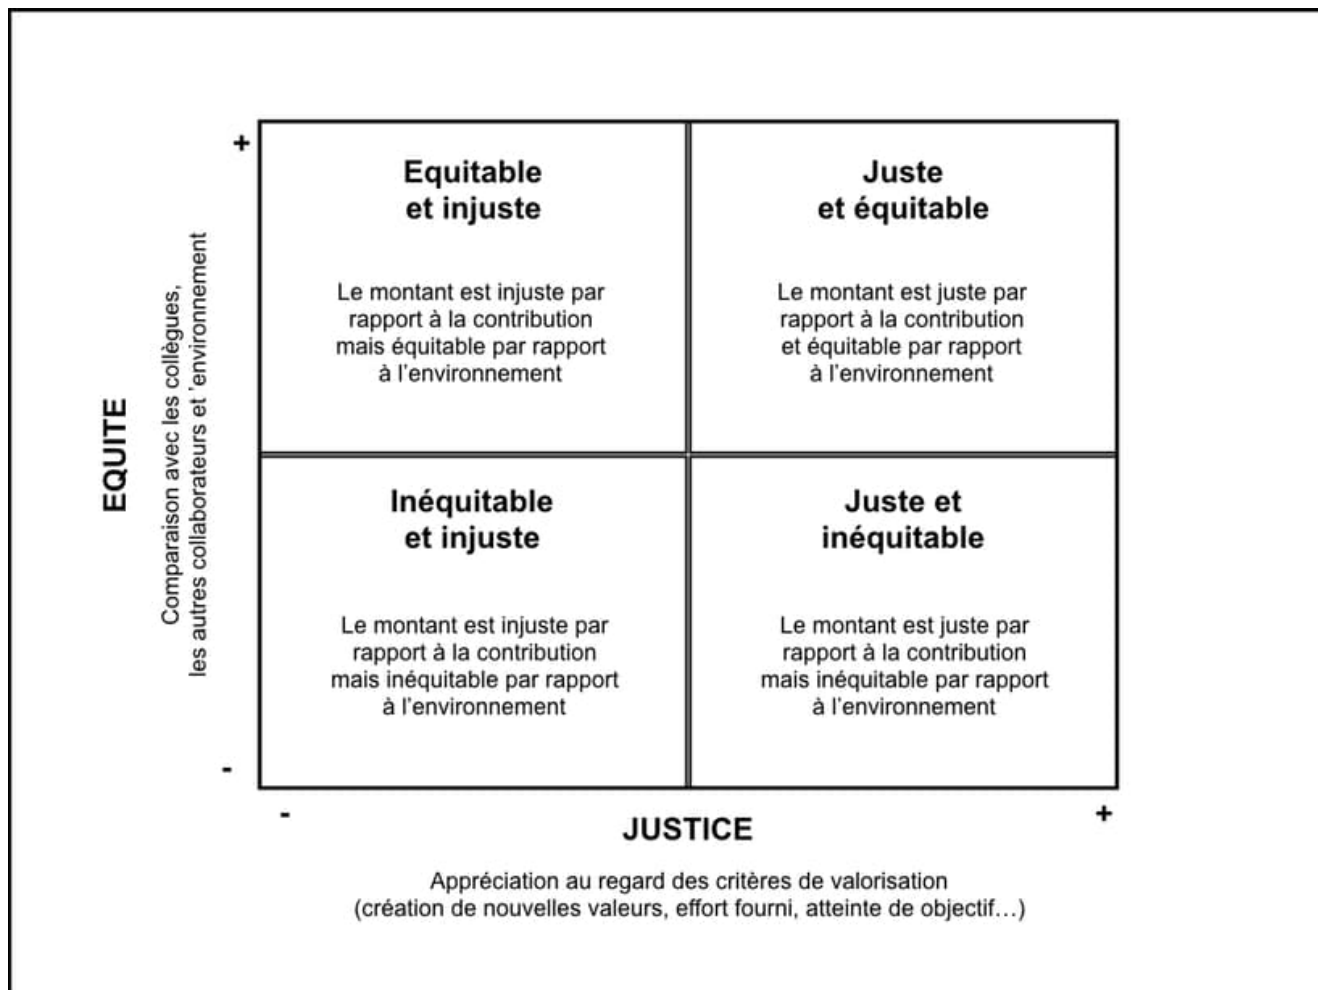 +
Equitable
et injuste
Le montant est injuste par
rapport à la contribution
mais équitable par rapport
à l'environnement
Juste
et équitable
Le montant est juste par
rapport à la contribution
et équitable par rapport
à l'environnement
EQUITE
Comparaison avec les collègues,
les autres collaborateurs et 'environnement
Inéquitable
et injuste
Le montant est injuste par
rapport à la contribution
mais inéquitable par rapport
à l'environnement
Juste et
inéquitable
Le montant est juste par
rapport à la contribution
mais inéquitable par rapport
à l'environnement
-
-
+
JUSTICE
Appréciation au regard des critères de valorisation
(création de nouvelles valeurs, effort fourni, atteinte de objectif…)